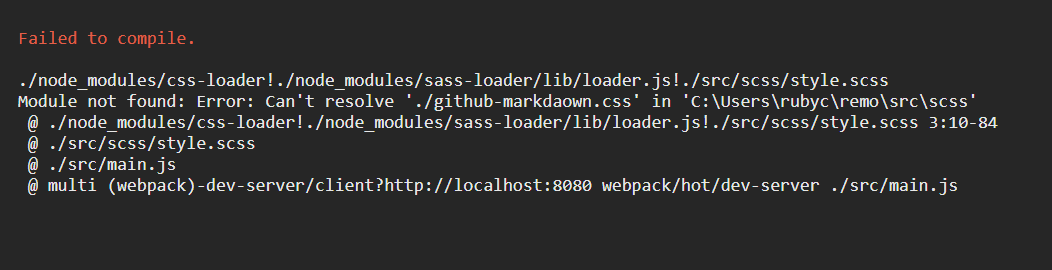 Failed to compile.
./node_modules/css-loader!./node_modules/sass-loader/lib/loader.js!./src/scss/style.scss
Module not found: Error: Can't resolve './github-markdaown.css' in 'C:\Users\rubyc\remo\src\scss'
@ ./node_modules/css-loader!./node_modules/sass-loader/lib/loader.js!./src/scss/style.scss 3:10-84
@ ./src/scss/style.scss
@ ./src/main.js
@ multi (webpack)-dev-server/client?http://localhost:8080 webpack/hot/dev-server ./src/main.js